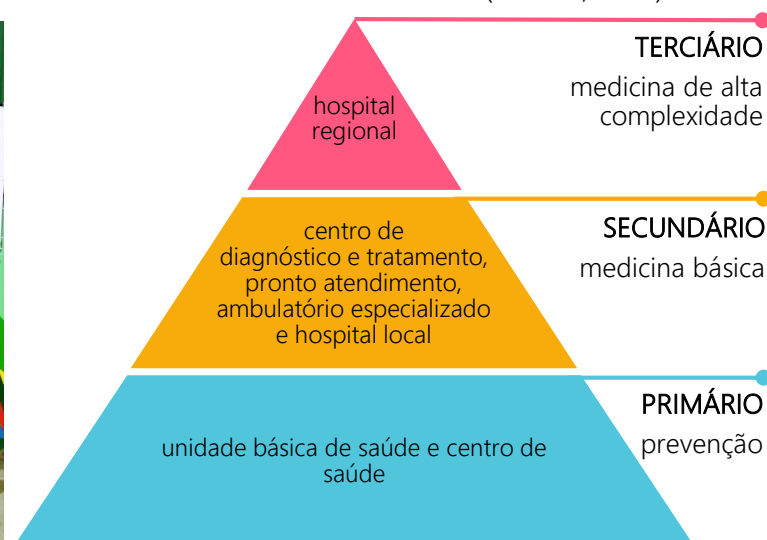 TERCIÁRIO
medicina de alta
complexidade
hospital
regional
SECUNDÁRIO
medicina básica
centro de
diagnóstico e tratamento,
pronto atendimento,
ambulatório especializado
e hospital local
PRIMÁRIO
prevenção
unidade básica de saúde e centro de
saúde